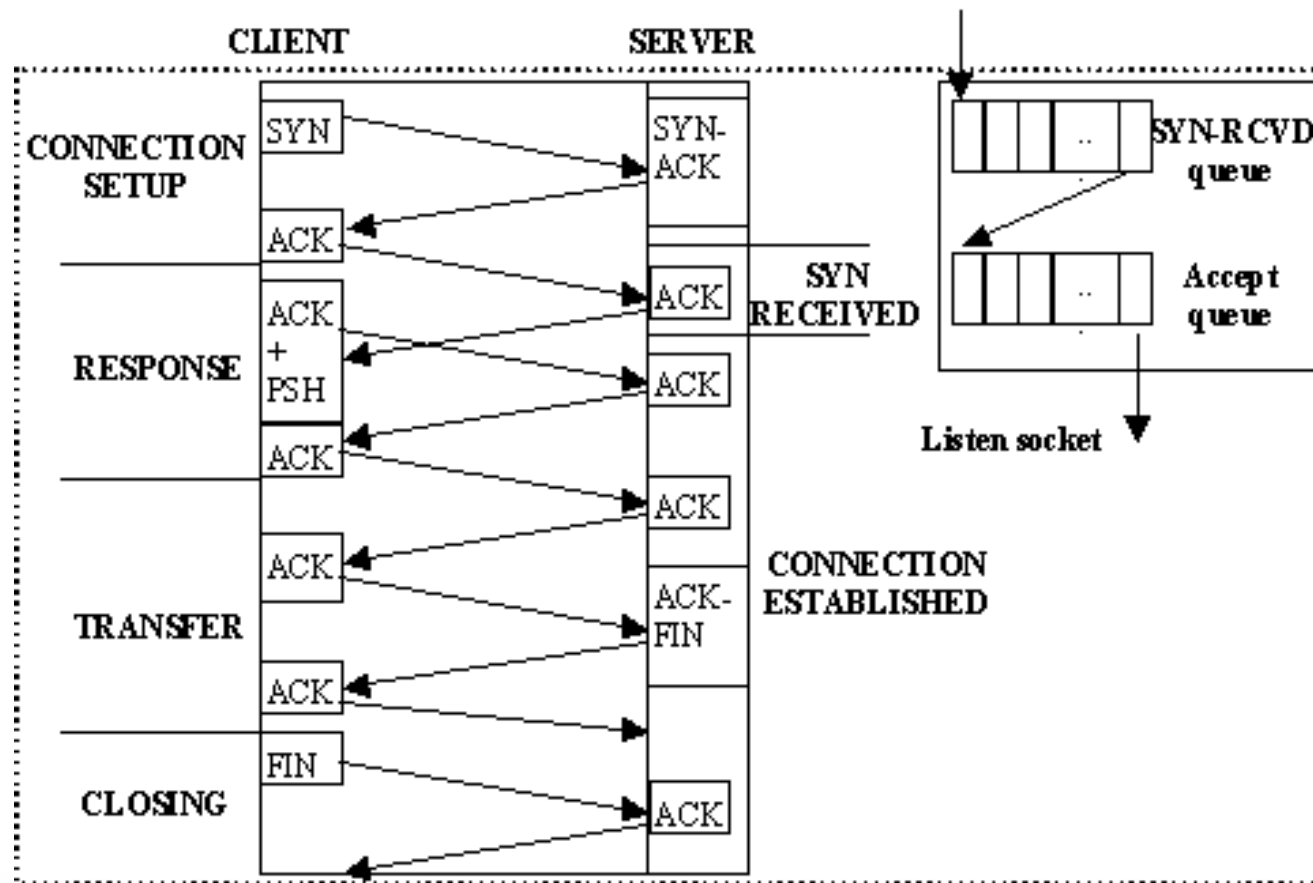 CLIENT
SERVER
CONNECTION
SETUP
SYN
ACK
SYN-
ACK
SYN-RCVD
queue
..
.
Accept
queue
..
.
Listen socket
SYN
RECEIVED
RESPONSE
ACK
+
PSH
ACK
ACK
ACK
TRANSFER
ACK
ACK
ACK
ACK-
FIN
CONNECTION
ESTABLISHED
CLOSING
FIN
ACK